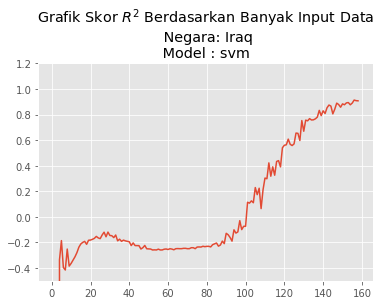 Grafik Skor R² Berdasarkan Banyak Input Data
Negara: Iraq
Model : svm
1.2
1.0
0.8
0.6
0.4
0.2
0.0
−0.2
−0.4
0 20 40 60 80 100 120 140 160